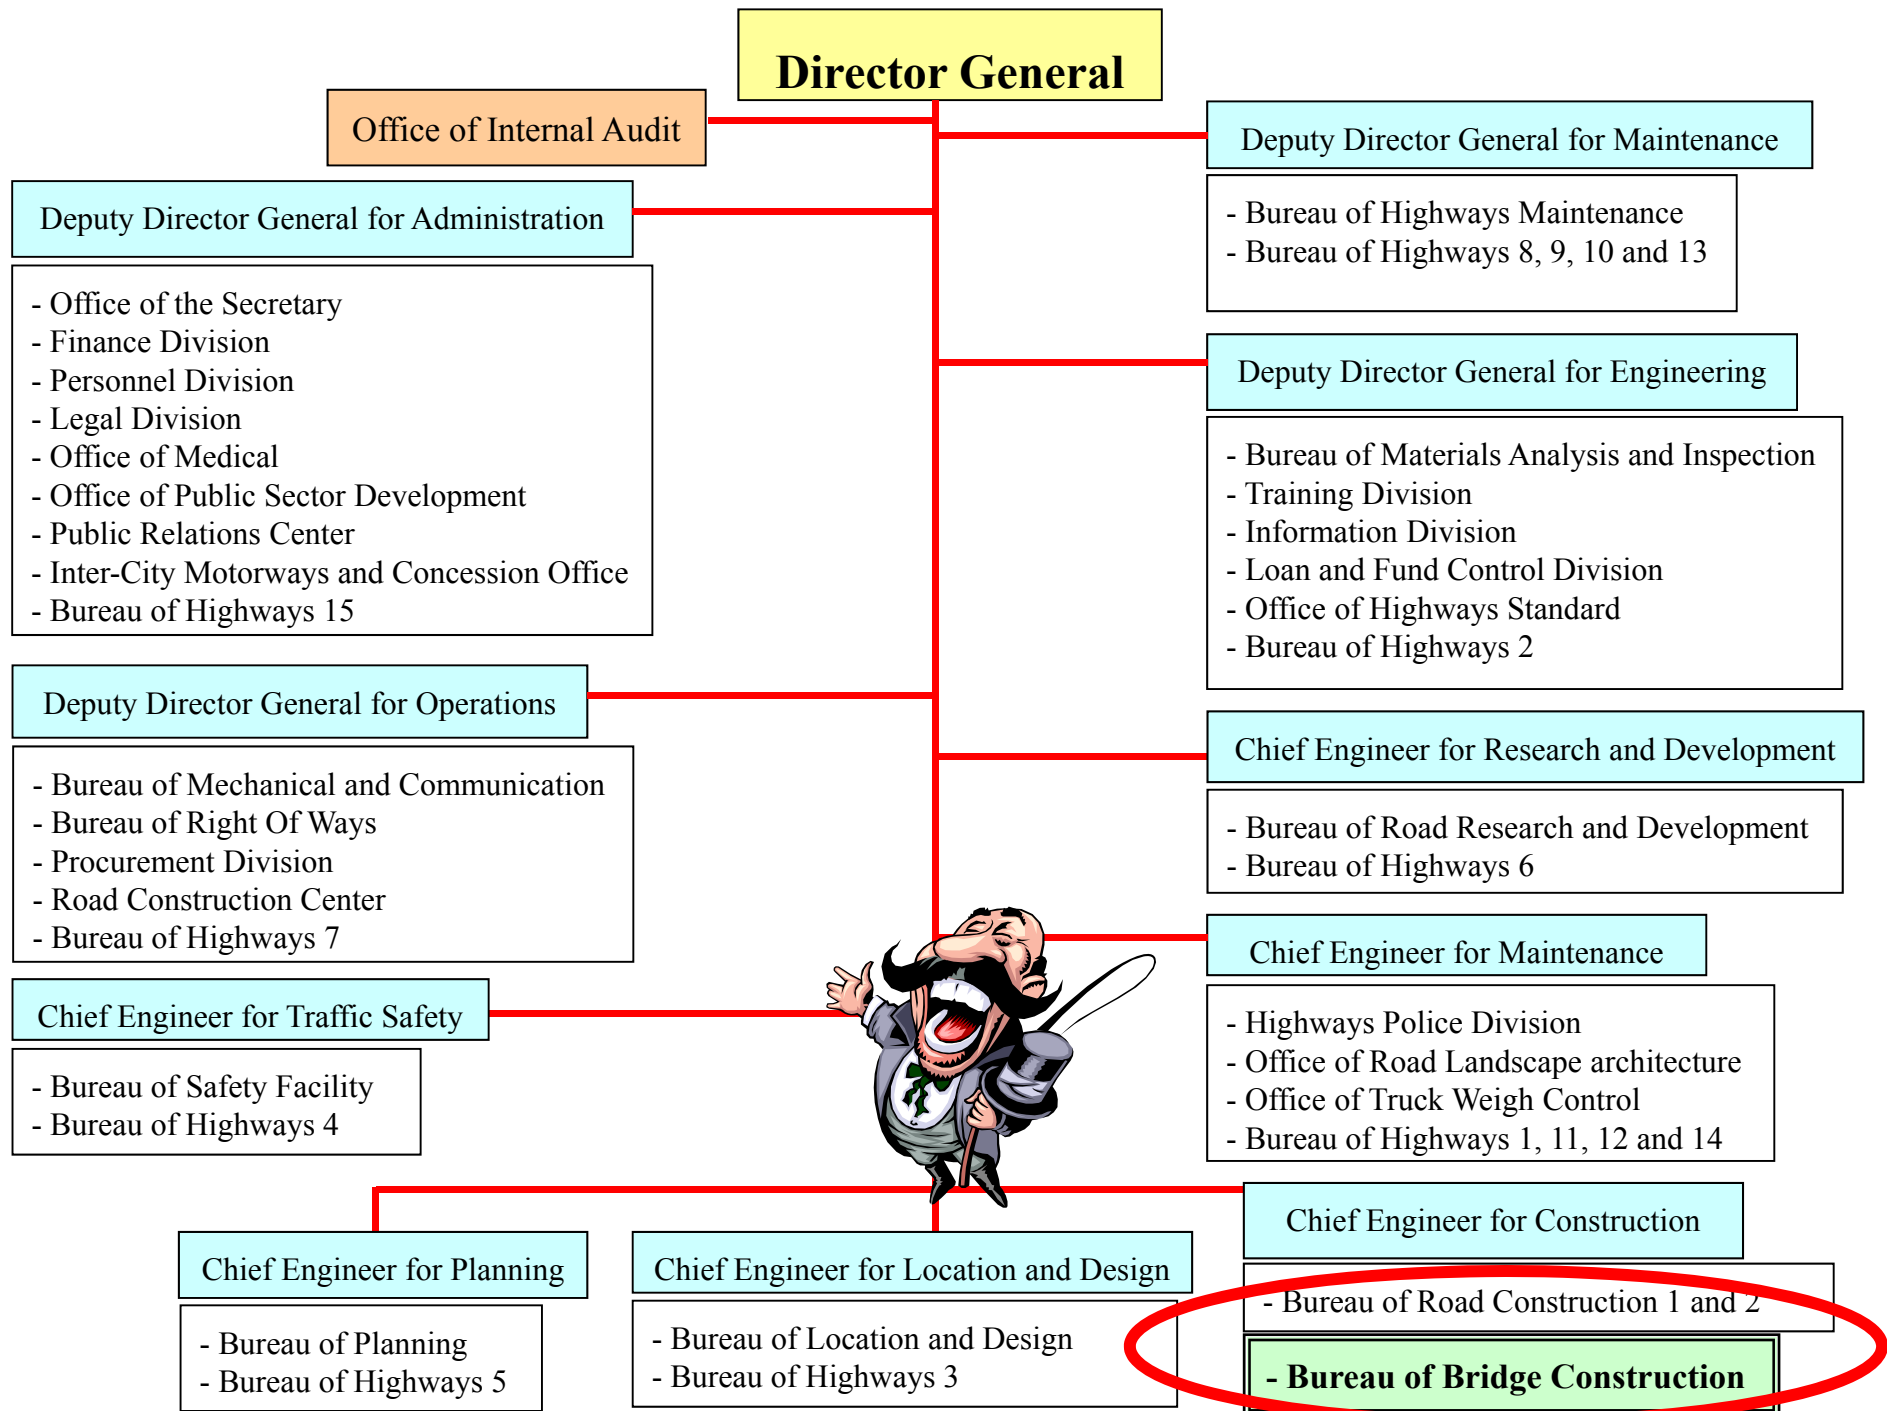 Director General
Office of Internal Audit
Deputy Director General for Administration
- Office of the Secretary
- Finance Division
- Personnel Division
- Legal Division
- Office of Medical
- Office of Public Sector Development
- Public Relations Center
- Inter-City Motorways and Concession Office
- Bureau of Highways 15
Deputy Director General for Operations
- Bureau of Mechanical and Communication
- Bureau of Right Of Ways
- Procurement Division
- Road Construction Center
- Bureau of Highways 7
Chief Engineer for Traffic Safety
- Bureau of Safety Facility
- Bureau of Highways 4
Deputy Director General for Maintenance
- Bureau of Highways Maintenance
- Bureau of Highways 8, 9, 10 and 13
Deputy Director General for Engineering
- Bureau of Materials Analysis and Inspection
- Training Division
- Information Division
- Loan and Fund Control Division
- Office of Highways Standard
- Bureau of Highways 2
Chief Engineer for Research and Development
- Bureau of Road Research and Development
- Bureau of Highways 6
Chief Engineer for Maintenance
- Highways Police Division
- Office of Road Landscape architecture
- Office of Truck Weigh Control
- Bureau of Highways 1, 11, 12 and 14
Chief Engineer for Planning
- Bureau of Planning
- Bureau of Highways 5
Chief Engineer for Location and Design
- Bureau of Location and Design
- Bureau of Highways 3
Chief Engineer for Construction
- Bureau of Road Construction 1 and 2
- Bureau of Bridge Construction